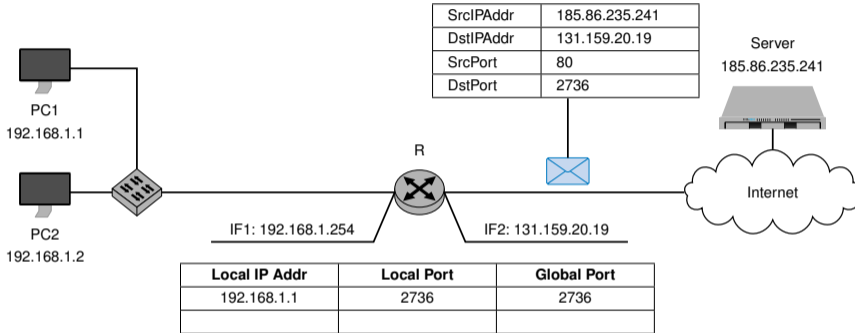 SrcIPAddr 185.86.235.241
DstIPAddr 131.159.20.19
SrcPort 80
DstPort 2736
Server
185.86.235.241
PC1
192.168.1.1
R
Internet
PC2
192.168.1.2
IF1: 192.168.1.254
IF2: 131.159.20.19
Local IP Addr Local Port Global Port
192.168.1.1 2736 2736